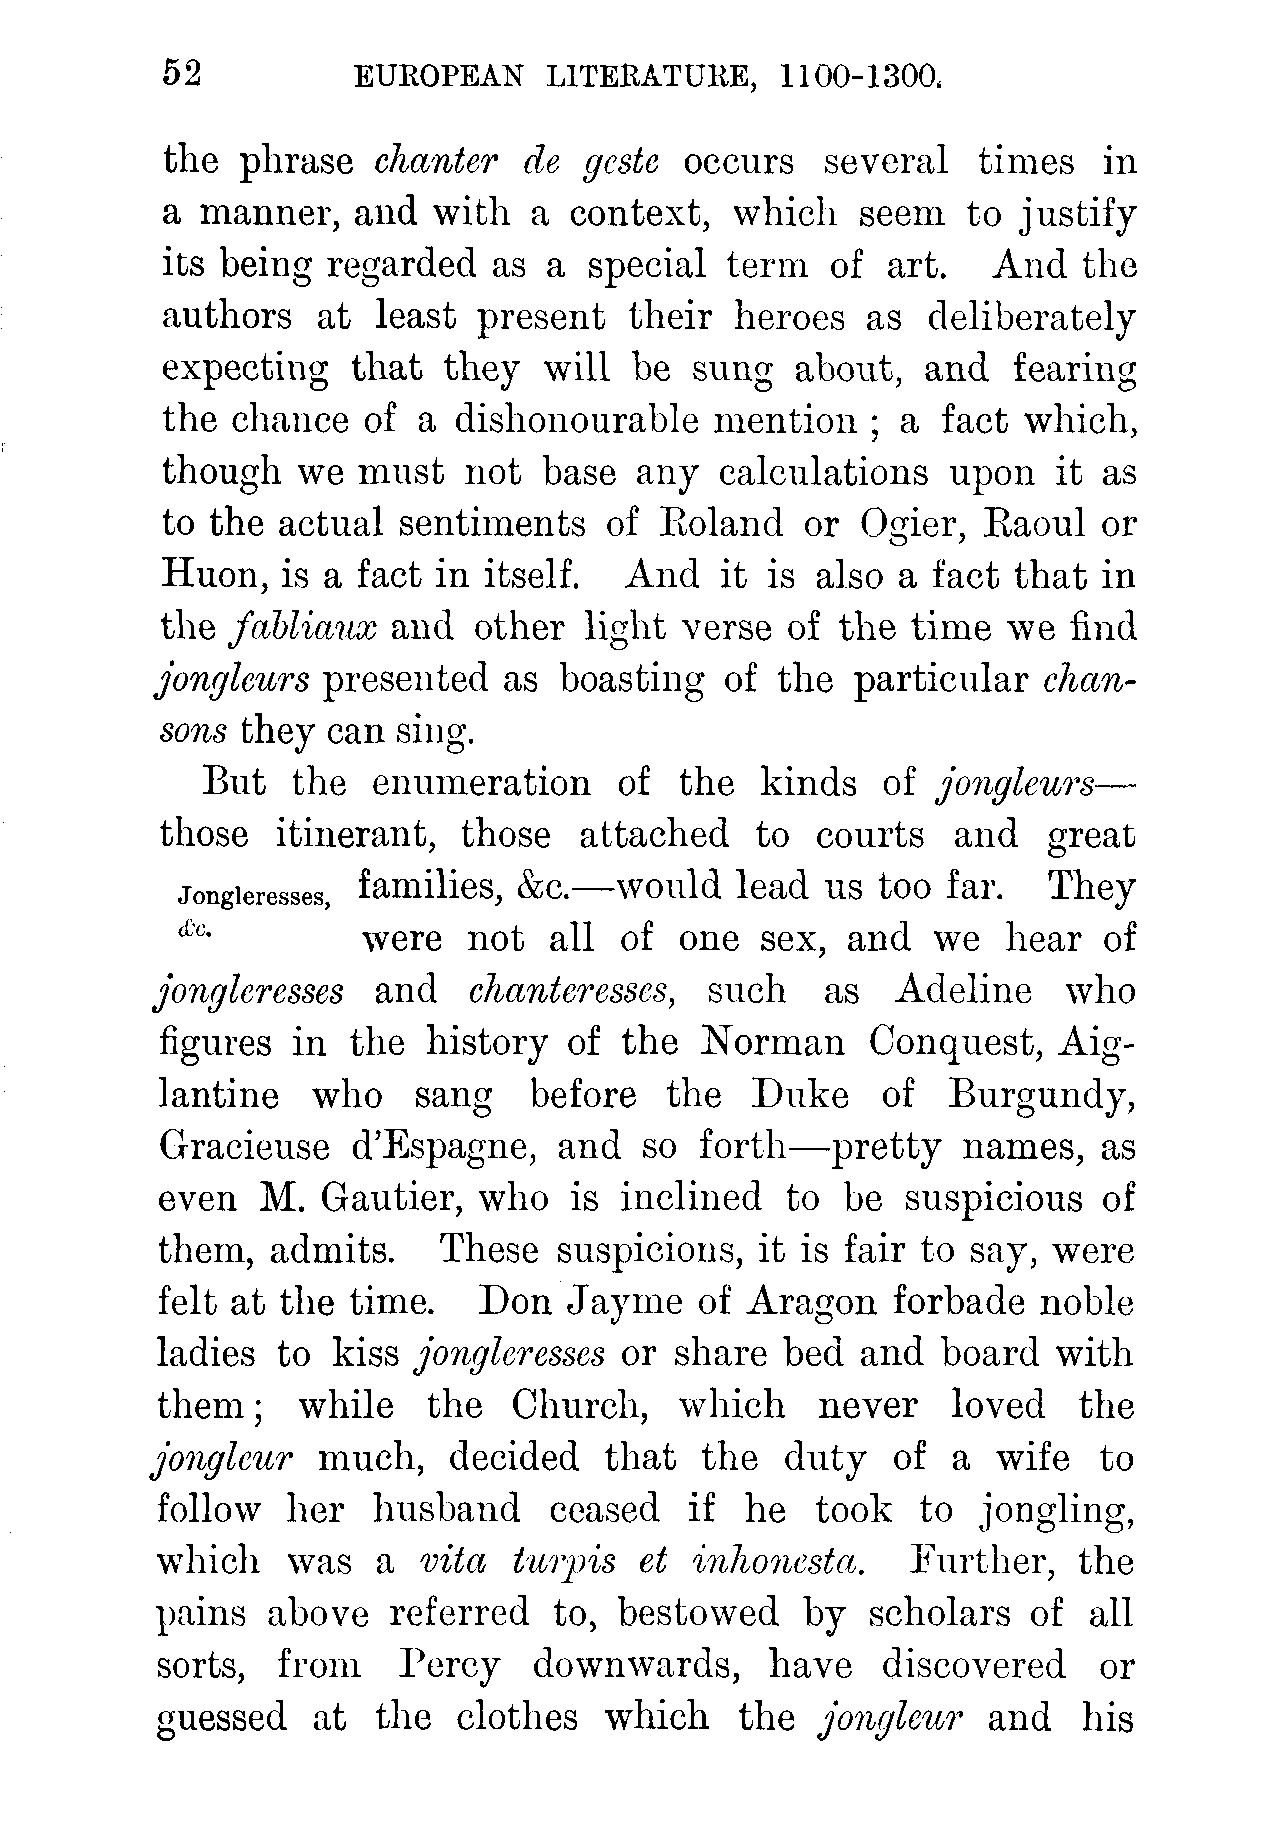 52 EUROPEAN LITERATURE, 1100-1300.
the phrase chanter de geste occurs several times in
a manner, and with a context, which seem to justify
its being regarded as a special term of art. And the
authors at least present their heroes as deliberately
expecting that they will be sung about, and fearing
the chance of a dishonourable mention ; a fact which,
though we must not base any calculations upon it as
to the actual sentiments of Roland or Ogier, Raoul or
Huon, is a fact in itself. And it is also a fact that in
the fabliaux and other light verse of the time we find
jongleurs presented as boasting of the particular chan-
sons they can sing.
But the enumeration of the kinds of jongleurs—
those itinerant, those attached to courts and great
Jongleresses, families, &c.—would lead us too far. They
&c. were not all of one sex, and we hear of
jongleresses and chanteresses, such as Adeline who
figures in the history of the Norman Conquest, Aig-
lantine who sang before the Duke of Burgundy,
Gracieuse d'Espagne, and so forth—pretty names, as
even M. Gautier, who is inclined to be suspicious of
them, admits. These suspicions, it is fair to say, were
felt at the time. Don Jayme of Aragon forbade noble
ladies to kiss jongleresses or share bed and board with
them; while the Church, which never loved the
jongleur much, decided that the duty of a wife to
follow her husband ceased if he took to jongling,
which was a vita turpis et inhonesta. Further, the
pains above referred to, bestowed by scholars of all
sorts, from Percy downwards, have discovered or
guessed at the clothes which the jongleur and his